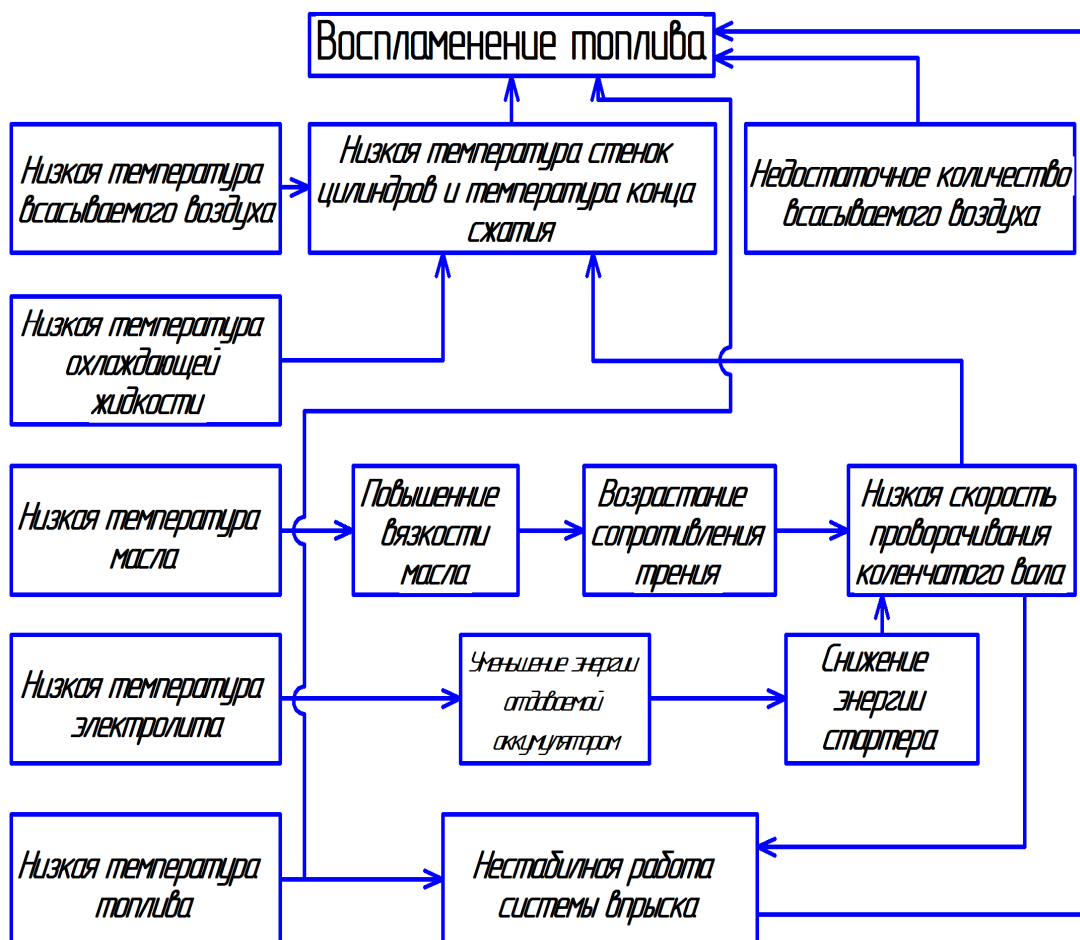 Воспламенение топлива
Низкая температура
всасываемого воздуха
Низкая температура стенок
цилиндров и температура конца
сжатия
Недостаточное количество
всасываемого воздуха
Низкая температура
охлаждающей
жидкости
Низкая температура
масла
Повышенние
вязкости
масла
Возрастание
сопротивления
трения
Низкая скорость
проворачивания
коленчатого вала
Низкая температура
электролита
Уменьшение энергии
отдаваемой
аккумулятором
Снижение
энергии
стартера
Низкая температура
топлива
Нестабилная работа
системы впрыска